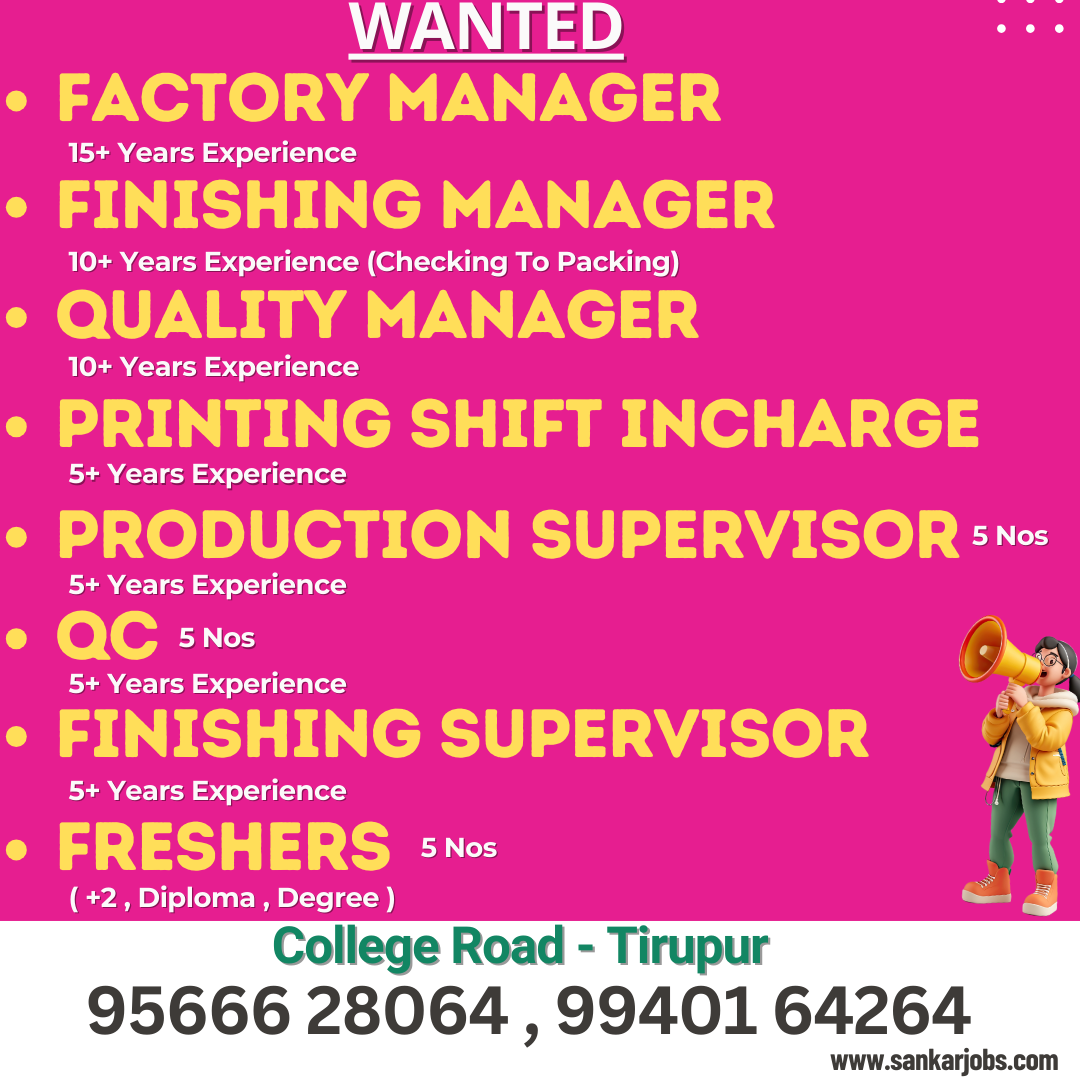 WANTED
• FACTORY MANAGER
15+ Years Experience
• FINISHING MANAGER
10+ Years Experience (Checking To Packing)
• QUALITY MANAGER
10+ Years Experience
• PRINTING SHIFT INCHARGE
5+ Years Experience
• PRODUCTION SUPERVISOR 5 Nos
5+ Years Experience
• QC 5 Nos
5+ Years Experience
• FINISHING SUPERVISOR
5+ Years Experience
• FRESHERS 5 Nos
( +2 , Diploma , Degree )
College Road - Tirupur
95666 28064 , 99401 64264
www.sankarjobs.com